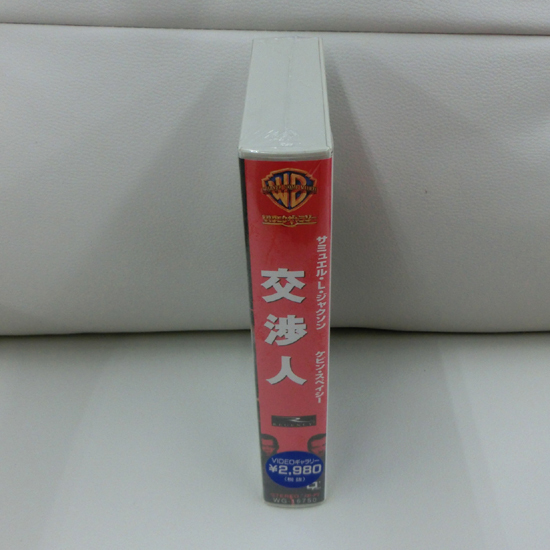 WB
サミュエル・L・ジャクソン
ケビン・スペイシー
交渉人
VIDEOギャラリー
¥2,980
(税抜)